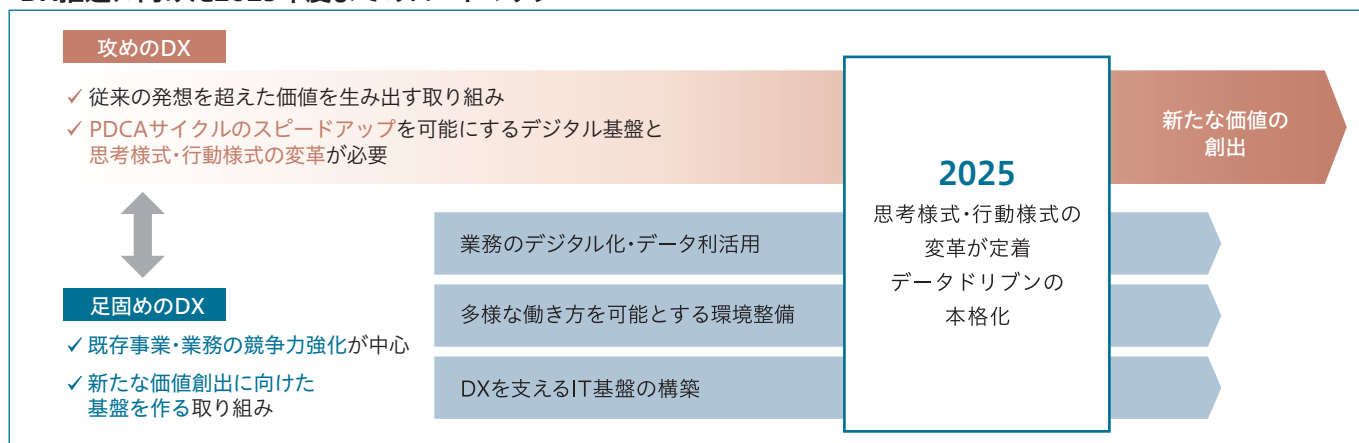 攻めのDX
✓ 従来の発想を超えた価値を生み出す取り組み
✓ PDCAサイクルのスピードアップを可能にするデジタル基盤と
思考様式・行動様式の変革が必要
新たな価値の
創出
2025
思考様式・行動様式の
変革が定着
データドリブンの
本格化
業務のデジタル化・データ利活用
多様な働き方を可能とする環境整備
DXを支えるIT基盤の構築
足固めのDX
✓ 既存事業・業務の競争力強化が中心
✓ 新たな価値創出に向けた
基盤を作る取り組み